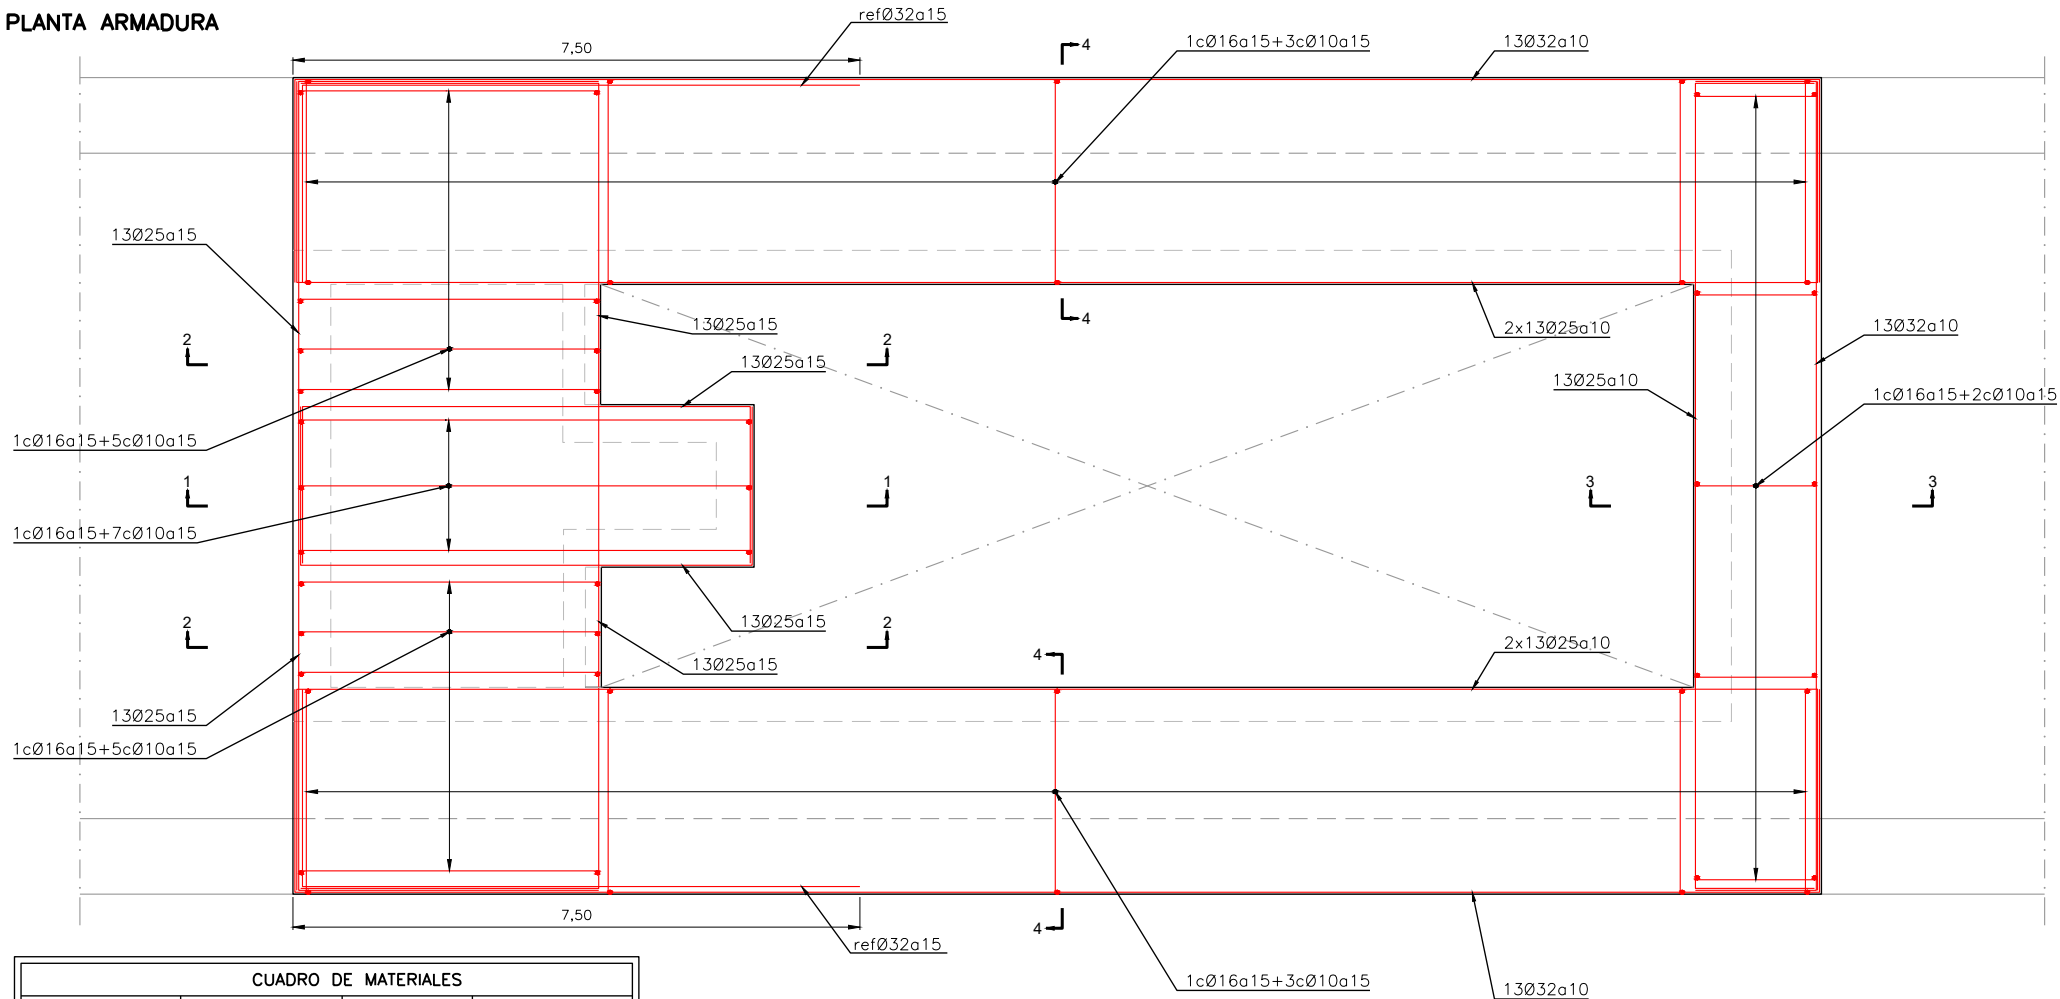 PLANTA ARMADURA
refØ32a15
7,50
4
1cØ16a15+3cØ10a15
13Ø32a10
13Ø25a15
4
13Ø25a15
2x13Ø25a10
13Ø32a10
2
2
13Ø25a15
13Ø25a10
1cØ16a15+2cØ10a15
1cØ16a15+5cØ10a15
1
1
3
3
1cØ16a15+7cØ10a15
2
2
13Ø25a15
2x13Ø25a10
4
13Ø25a15
13Ø25a15
1cØ16a15+5cØ10a15
7,50
4
refØ32a15
1cØ16a15+3cØ10a15
13Ø32a10
CUADRO DE MATERIALES